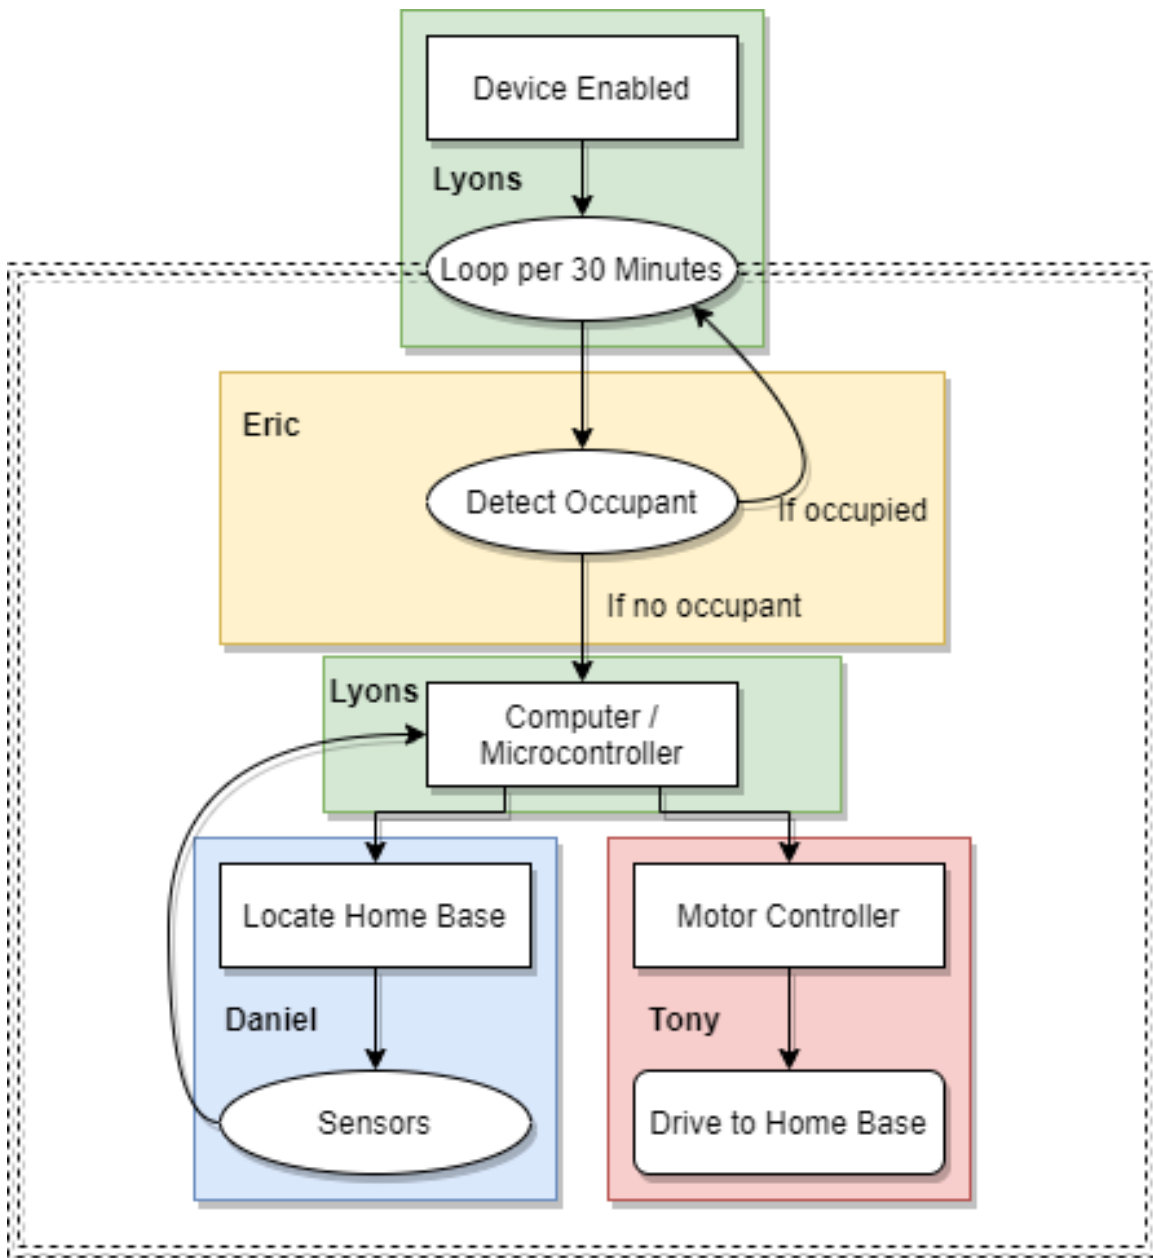 Device Enabled
Lyons
Loop per 30 Minutes
Eric
Detect Occupant
If occupied
If no occupant
Lyons
Computer /
Microcontroller
Locate Home Base
Motor Controller
Daniel
Tony
Sensors
Drive to Home Base